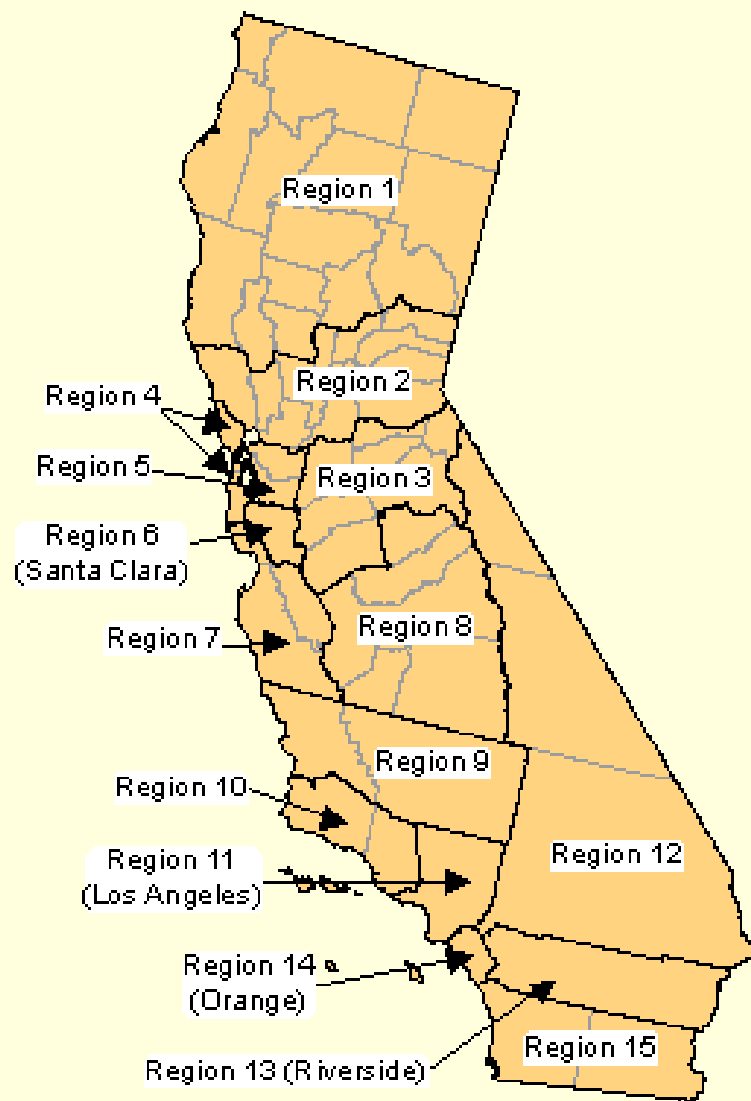 Region 1
Region 2
Region 4
Region 5
Region 3
Region 6
(Santa Clara)
Region 7
Region 8
Region 9
Region 10
Region 11
(Los Angeles)
Region 12
Region 14
(Orange)
Region 15
Region 13 (Riverside)